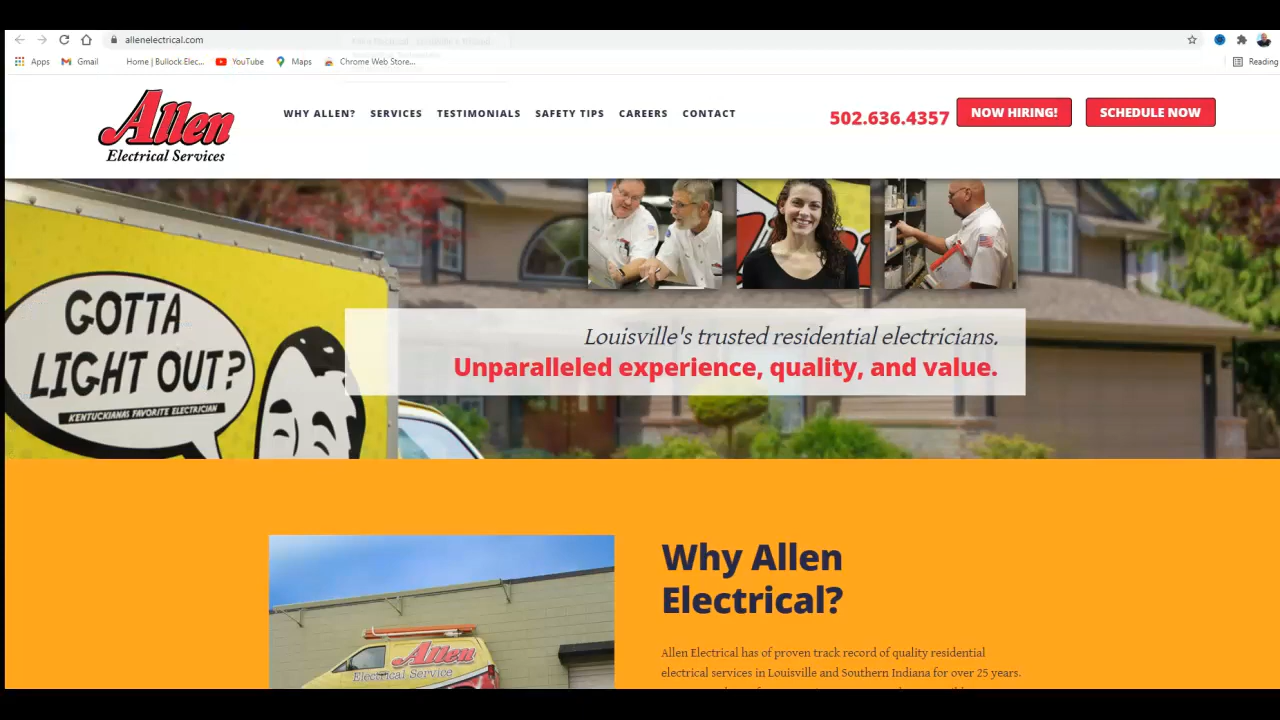 allenelectrical.com
Apps Gmail Home | Bullock Elec... YouTube Maps Chrome Web Store... Reading
Allen
Electrical Services
WHY ALLEN? SERVICES TESTIMONIALS SAFETY TIPS CAREERS CONTACT
502.636.4357 NOW HIRING! SCHEDULE NOW
GOTTA
LIGHT OUT?
KENTUCKIANAS FAVORITE ELECTRICIAN
Louisville's trusted residential electricians.
Unparalleled experience, quality, and value.
Allen
Electrical Service
Why Allen
Electrical?
Allen Electrical has of proven track record of quality residential
electrical services in Louisville and Southern Indiana for over 25 years.